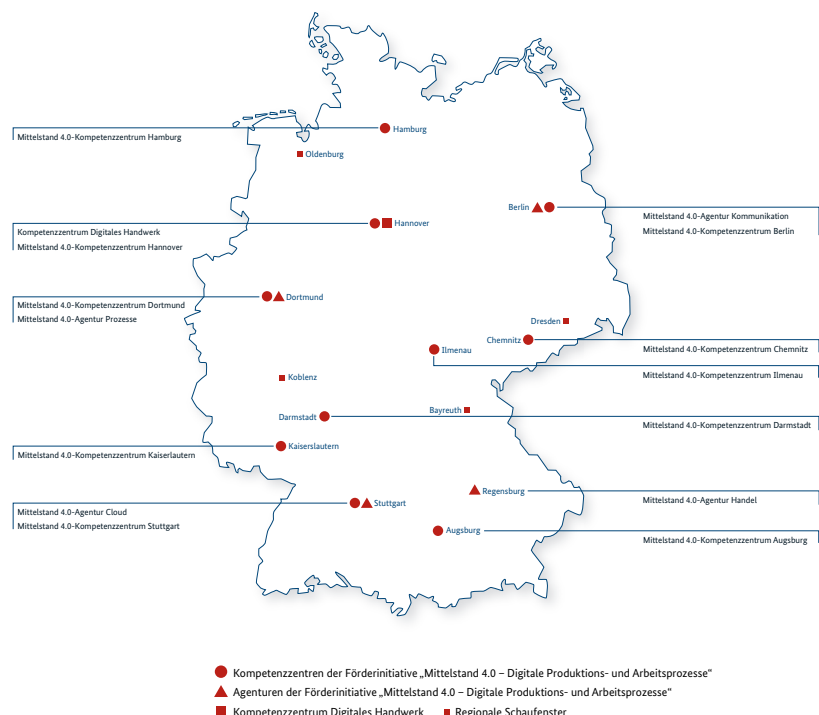 Hamburg
Mittelstand 4.0-Kompetenzzentrum Hamburg
Oldenburg
Berlin
Mittelstand 4.0-Agentur Kommunikation
Mittelstand 4.0-Kompetenzzentrum Berlin
Hannover
Kompetenzzentrum Digitales Handwerk
Mittelstand 4.0-Kompetenzzentrum Hannover
Dortmund
Mittelstand 4.0-Kompetenzzentrum Dortmund
Mittelstand 4.0-Agentur Prozesse
Dresden
Chemnitz
Mittelstand 4.0-Kompetenzzentrum Chemnitz
Ilmenau
Mittelstand 4.0-Kompetenzzentrum Ilmenau
Koblenz
Bayreuth
Darmstadt
Mittelstand 4.0-Kompetenzzentrum Darmstadt
Kaiserslautern
Mittelstand 4.0-Kompetenzzentrum Kaiserlautern
Regensburg
Mittelstand 4.0-Agentur Handel
Stuttgart
Mittelstand 4.0-Agentur Cloud
Mittelstand 4.0-Kompetenzzentrum Stuttgart
Augsburg
Mittelstand 4.0-Kompetenzzentrum Augsburg
Kompetenzzentren der Förderinitiative „Mittelstand 4.0 – Digitale Produktions- und Arbeitsprozesse“
Agenturen der Förderinitiative „Mittelstand 4.0 – Digitale Produktions- und Arbeitsprozesse“
Kompetenzzentrum Digitales Handwerk Regionale Schaufenster